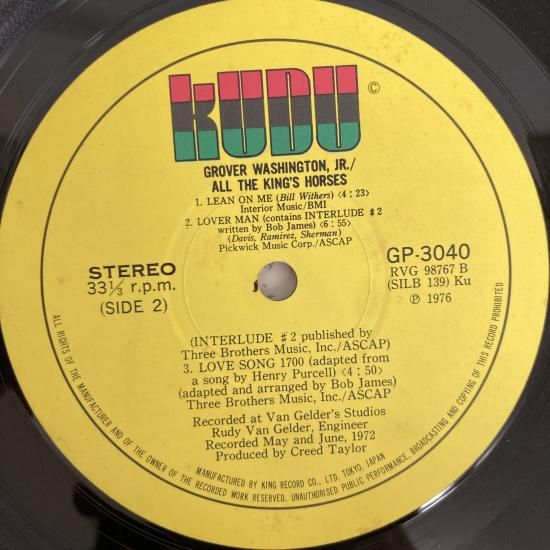 KUDU ©
GROVER WASHINGTON, JR./
ALL THE KING'S HORSES
1. LEAN ON ME (Bill Withers) <4:23>
Interior Music/BMI
2. LOVER MAN (contains INTERLUDE #2
written by Bob James) <6:55>
(Davis, Ramirez, Sherman)
Pickwick Music Corp./ASCAP
STEREO
33⅓ r.p.m.
(SIDE 2)
GP-3040
RVG 98767 B
(SILB 139) Ku
℗ 1976
(INTERLUDE #2 published by
Three Brothers Music, Inc./ASCAP)
3. LOVE SONG 1700 (adapted from
a song by Henry Purcell) <4:50>
(adapted and arranged by Bob James)
Three Brothers Music, Inc./ASCAP
Recorded at Van Gelder's Studios
Rudy Van Gelder, Engineer
Recorded May and June, 1972
Produced by Creed Taylor
MANUFACTURED BY KING RECORD CO., LTD. TOKYO, JAPAN
ALL RIGHTS OF THE MANUFACTURER AND OF THE OWNER OF THE RECORDED WORK RESERVED. UNAUTHORISED PUBLIC PERFORMANCE, BROADCASTING AND COPYING OF THIS RECORD PROHIBITED